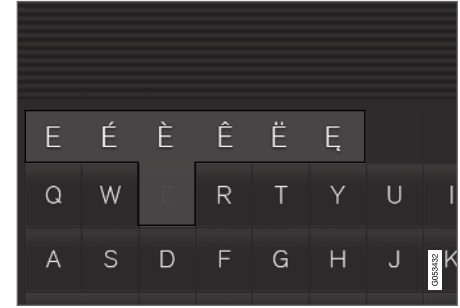 E É È Ê Ë Ę
Q W E R T Y U I
A S D F G H J K
G053432